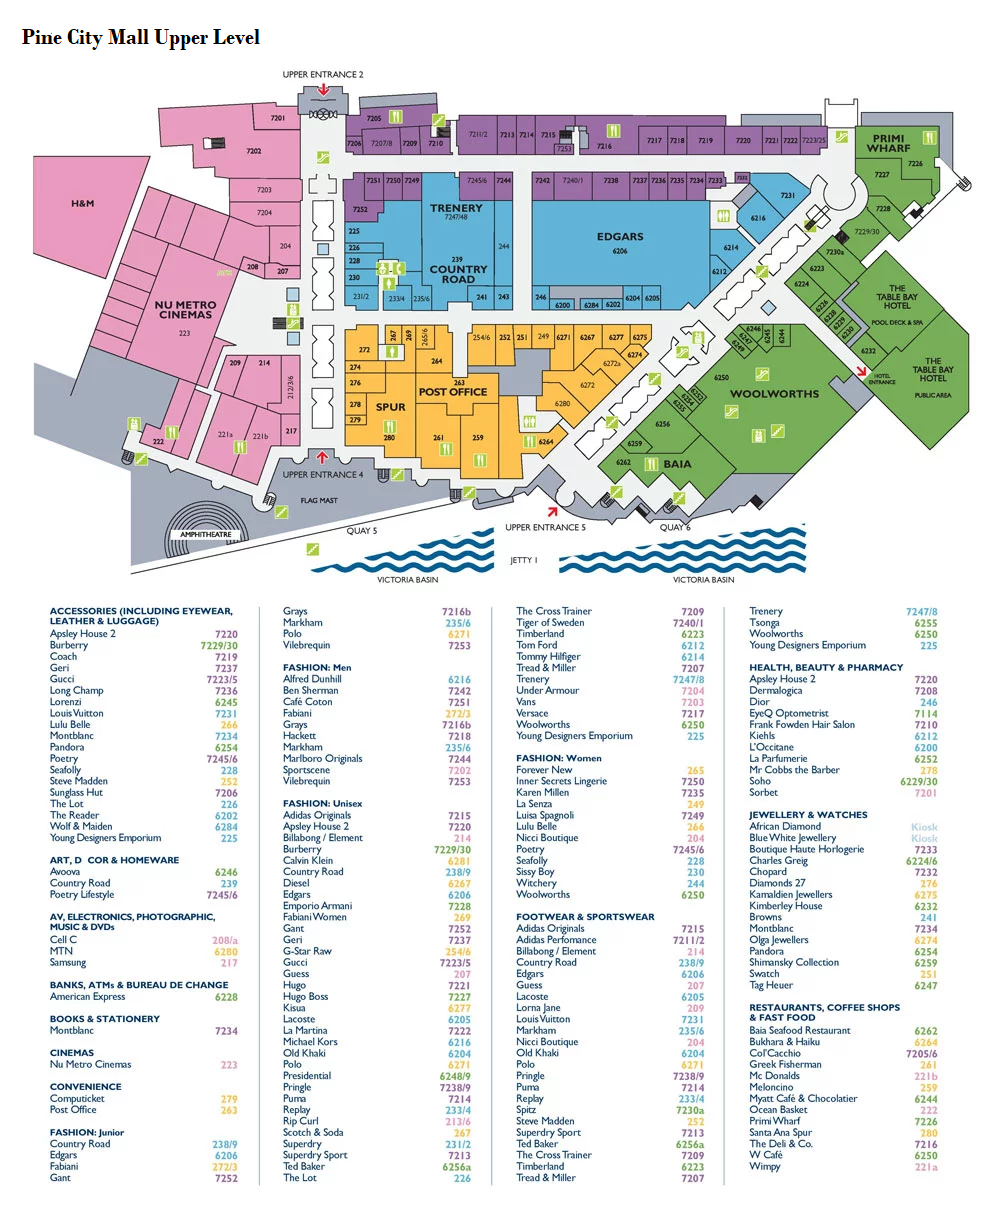 Pine City Mall Upper Level
UPPER ENTRANCE 2
7201
7202
7203
7204
204
208
207
H&M
NU METRO
CINEMAS
223
209
214
212/3/6
217
221a
221b
222
7205
7206
7207/8
7209
7210
7211/2
7213
7214
7215
7253
7216
7217
7218
7219
7220
7221
7222
7223/25
PRIMI
WHARF
7226
7227
7228
7229/30
7230a
7251
7250
7249
7252
TRENERY
7247/48
7245/6
7244
7242
7240/1
7238
7237
7236
7235
7234
7233
7232
7231
225
226
228
230
231/2
233/4
235/6
239
COUNTRY
ROAD
241
243
244
EDGARS
6206
246
6200
6284
6202
6204
6205
6216
6214
6212
6223
6224
6226
6228
6229
6230
6232
THE
TABLE BAY
HOTEL
POOL DECK & SPA
THE
TABLE BAY
HOTEL
PUBLIC AREA
HOTEL
ENTRANCE
272
267
269
265/6
264
274
276
278
279
SPUR
280
263
POST OFFICE
261
259
254/6
252
251
249
6271
6267
6277
6275
6274
6272a
6272
6280
6264
6246
6247
6249
6245
6244
6250
WOOLWORTHS
6252
6254
6255
6256
6259
6262
BAIA
UPPER ENTRANCE 4
FLAG MAST
AMPHITHEATRE
QUAY 5
UPPER ENTRANCE 5
QUAY 6
JETTY 1
VICTORIA BASIN
VICTORIA BASIN
ACCESSORIES (INCLUDING EYEWEAR,
LEATHER & LUGGAGE)
Apsley House 2 7220
Burberry 7229/30
Coach 7219
Geri 7237
Gucci 7223/5
Long Champ 7236
Lorenzi 6245
Louis Vuitton 7231
Lulu Belle 266
Montblanc 7234
Pandora 6254
Poetry 7245/6
Seafolly 228
Steve Madden 252
Sunglass Hut 7206
The Lot 226
The Reader 6202
Wolf & Maiden 6284
Young Designers Emporium 225
ART, D COR & HOMEWARE
Avoova 6246
Country Road 239
Poetry Lifestyle 7245/6
AV, ELECTRONICS, PHOTOGRAPHIC,
MUSIC & DVDs
Cell C 208/a
MTN 6280
Samsung 217
BANKS, ATMs & BUREAU DE CHANGE
American Express 6228
BOOKS & STATIONERY
Montblanc 7234
CINEMAS
Nu Metro Cinemas 223
CONVENIENCE
Computicket 279
Post Office 263
FASHION: Junior
Country Road 238/9
Edgars 6206
Fabiani 272/3
Gant 7252
Grays 7216b
Markham 235/6
Polo 6271
Vilebrequin 7253
FASHION: Men
Alfred Dunhill 6216
Ben Sherman 7242
Café Coton 7251
Fabiani 272/3
Grays 7216b
Hackett 7218
Markham 235/6
Marlboro Originals 7244
Sportscene 7202
Vilebrequin 7253
FASHION: Unisex
Adidas Originals 7215
Apsley House 2 7220
Billabong / Element 214
Burberry 7229/30
Calvin Klein 6281
Country Road 238/9
Diesel 6267
Edgars 6206
Emporio Armani 7228
Fabiani Women 269
Gant 7252
Geri 7237
G-Star Raw 254/6
Gucci 7223/5
Guess 207
Hugo 7221
Hugo Boss 7227
Kisua 6277
Lacoste 6205
La Martina 7222
Michael Kors 6216
Old Khaki 6204
Polo 6271
Presidential 6248/9
Pringle 7238/9
Puma 7214
Replay 233/4
Rip Curl 213/6
Scotch & Soda 267
Superdry 231/2
Superdry Sport 7213
Ted Baker 6256a
The Lot 226
The Cross Trainer 7209
Tiger of Sweden 7240/1
Timberland 6223
Tom Ford 6212
Tommy Hilfiger 6214
Tread & Miller 7207
Trenery 7247/8
Under Armour 7204
Vans 7203
Versace 7217
Woolworths 6250
Young Designers Emporium 225
FASHION: Women
Forever New 265
Inner Secrets Lingerie 7250
Karen Millen 7235
La Senza 249
Luisa Spagnoli 7249
Lulu Belle 266
Nicci Boutique 204
Poetry 7245/6
Seafolly 228
Sissy Boy 230
Witchery 244
Woolworths 6250
FOOTWEAR & SPORTSWEAR
Adidas Originals 7215
Adidas Perfomance 7211/2
Billabong / Element 214
Country Road 238/9
Edgars 6206
Guess 207
Lacoste 6205
Lorna Jane 209
Louis Vuitton 7231
Markham 235/6
Nicci Boutique 204
Old Khaki 6204
Polo 6271
Pringle 7238/9
Puma 7214
Replay 233/4
Spitz 7230a
Steve Madden 252
Superdry Sport 7213
Ted Baker 6256a
The Cross Trainer 7209
Timberland 6223
Tread & Miller 7207
Trenery 7247/8
Tsonga 6255
Woolworths 6250
Young Designers Emporium 225
HEALTH, BEAUTY & PHARMACY
Apsley House 2 7220
Dermalogica 7208
Dior 246
EyeQ Optometrist 7114
Frank Fowden Hair Salon 7210
Kiehls 6212
L'Occitane 6200
La Parfumerie 6252
Mr Cobbs the Barber 278
Soho 6229/30
Sorbet 7201
JEWELLERY & WATCHES
African Diamond Kiosk
Blue White Jewellery Kiosk
Boutique Haute Horlogerie 7233
Charles Greig 6224/6
Chopard 7232
Diamonds 27 276
Kamaldien Jewellers 6275
Kimberley House 6232
Browns 241
Montblanc 7234
Olga Jewellers 6274
Pandora 6254
Shimansky Collection 6259
Swatch 251
Tag Heuer 6247
RESTAURANTS, COFFEE SHOPS
& FAST FOOD
Baia Seafood Restaurant 6262
Bukhara & Haiku 6264
Col'Cacchio 7205/6
Greek Fisherman 261
Mc Donalds 221b
Meloncino 259
Myatt Café & Chocolatier 6244
Ocean Basket 222
Primi Wharf 7226
Santa Ana Spur 280
The Deli & Co. 7216
W Café 6250
Wimpy 221a